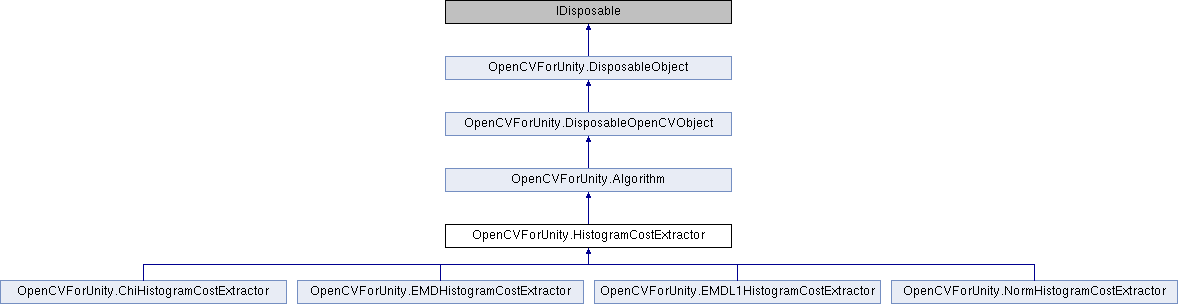 IDisposable
OpenCVForUnity.DisposableObject
OpenCVForUnity.DisposableOpenCVObject
OpenCVForUnity.Algorithm
OpenCVForUnity.HistogramCostExtractor
OpenCVForUnity.ChiHistogramCostExtractor
OpenCVForUnity.EMDHistogramCostExtractor
OpenCVForUnity.EMDL1HistogramCostExtractor
OpenCVForUnity.NormHistogramCostExtractor